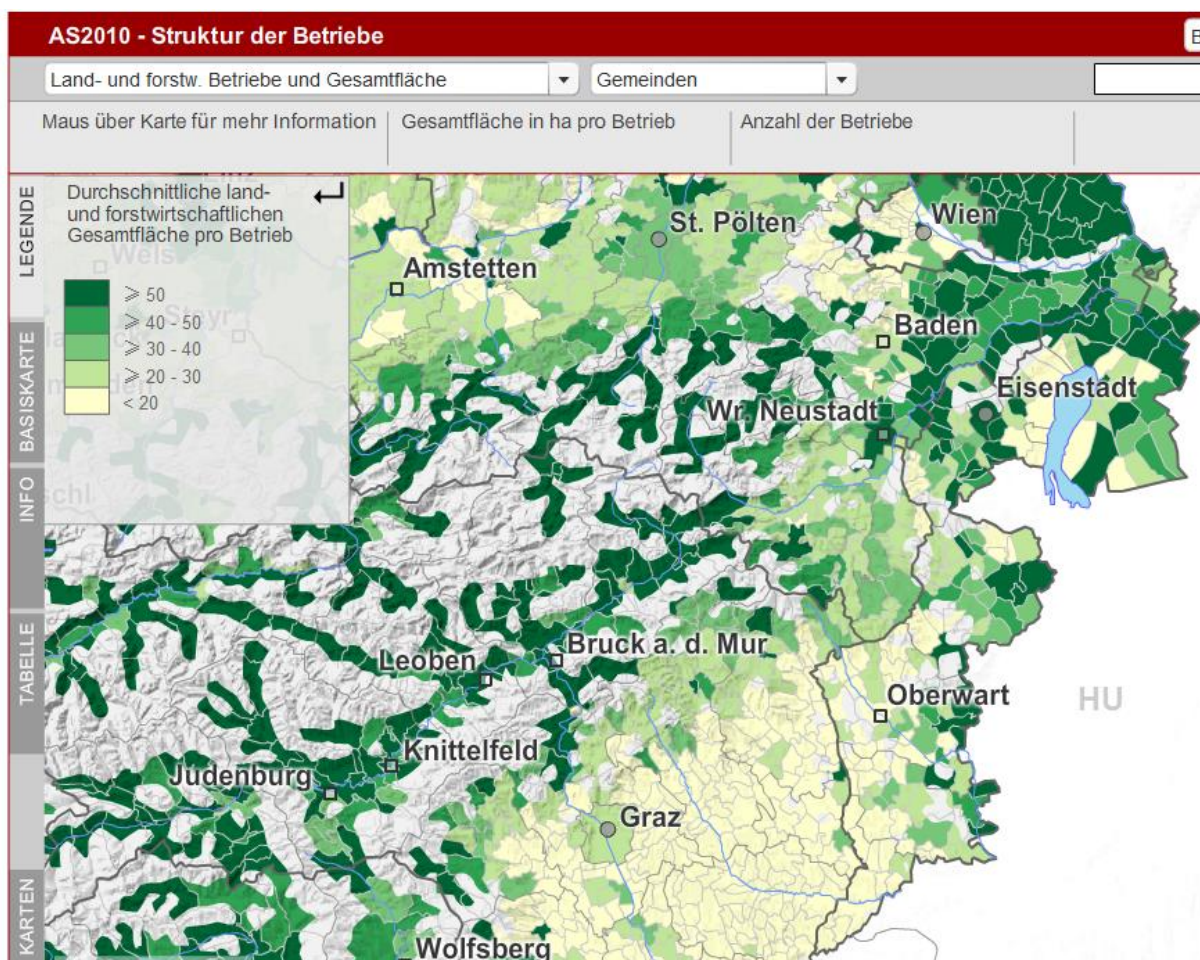 AS2010 - Struktur der Betriebe
Land- und forstw. Betriebe und Gesamtfläche
Gemeinden
Maus über Karte für mehr Information
Gesamtfläche in ha pro Betrieb
Anzahl der Betriebe
LEGENDE
BASISKARTE
INFO
TABELLE
KARTEN
Durchschnittliche land-
und forstwirtschaftlichen
Gesamtfläche pro Betrieb
⩾ 50
⩾ 40 - 50
⩾ 30 - 40
⩾ 20 - 30
< 20
Linz
Wels
Steyr
St. Pölten
Wien
Amstetten
Baden
Eisenstadt
Wr. Neustadt
Bruck a. d. Mur
Leoben
Oberwart
HU
Knittelfeld
Judenburg
Graz
Wolfsberg